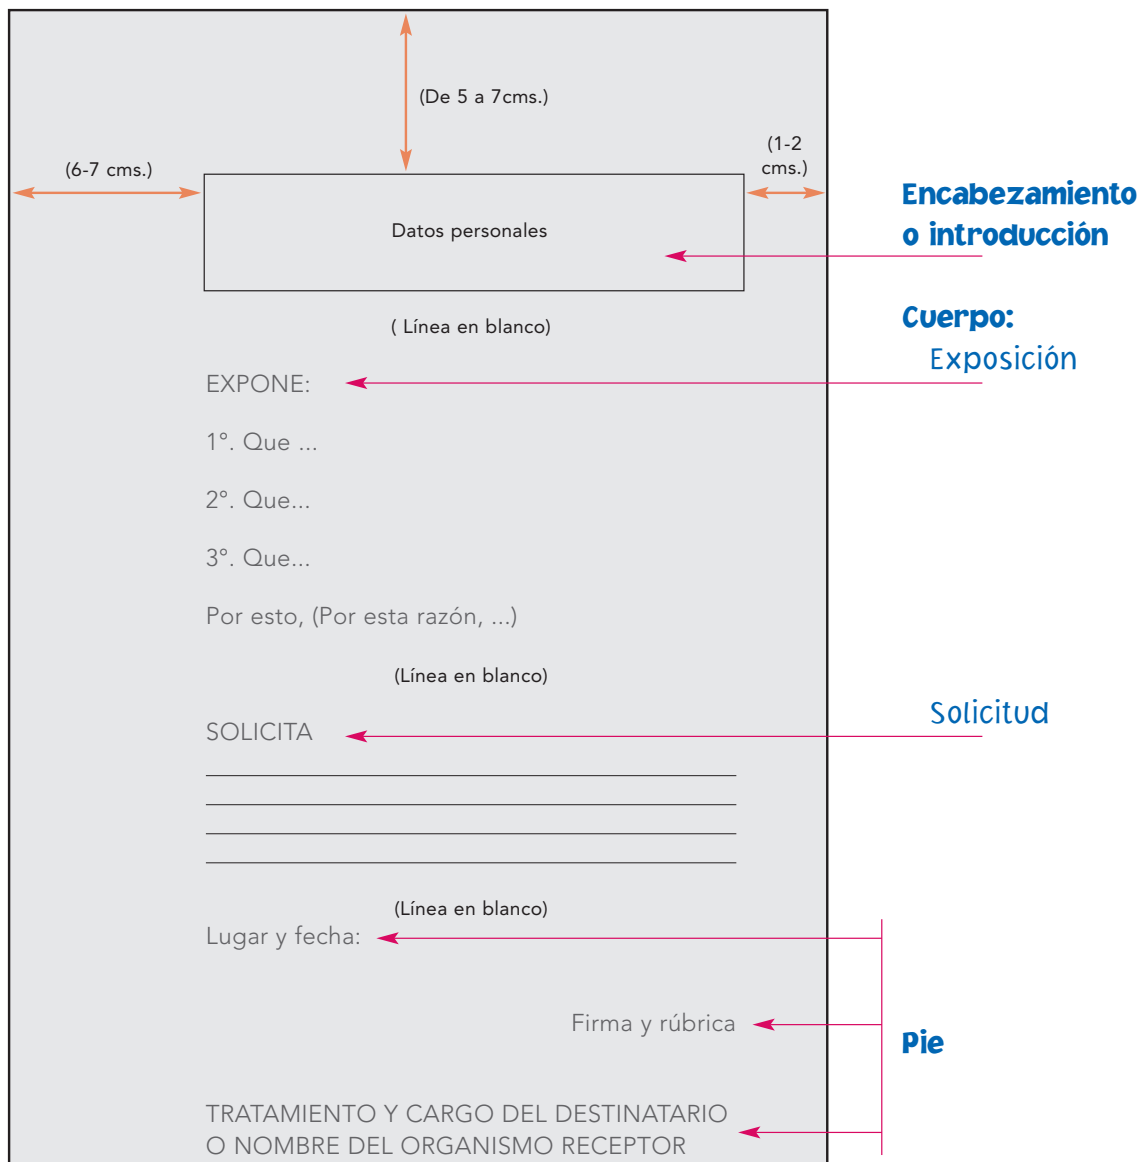 (De 5 a 7cms.)
(6-7 cms.)
(1-2
cms.)
Datos personales
Encabezamiento
o introducción
( Línea en blanco)
Cuerpo:
Exposición
EXPONE:
1°. Que ...
2°. Que...
3°. Que...
Por esto, (Por esta razón, ...)
(Línea en blanco)
Solicitud
SOLICITA
(Línea en blanco)
Lugar y fecha:
Firma y rúbrica
Pie
TRATAMIENTO Y CARGO DEL DESTINATARIO
O NOMBRE DEL ORGANISMO RECEPTOR